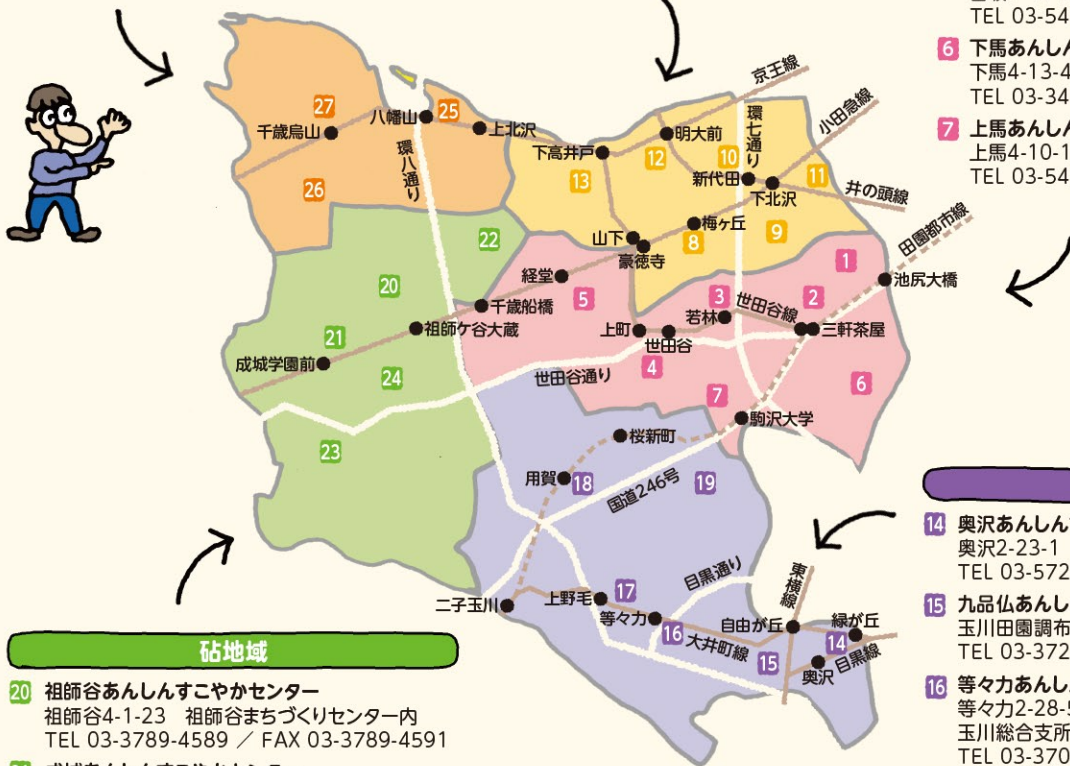 TEL 03-54
6 下馬あんしん
下馬4-13-4
TEL 03-34
7 上馬あんしん
上馬4-10-1
TEL 03-54
京王線
小田急線
27
八幡山
25
千歳烏山
上北沢
環八通り
26
下高井戸
明大前
環七通り
12
10
11
13
新代田
下北沢
井の頭線
梅ヶ丘
8
9
山下
豪徳寺
田園都市線
22
20
経堂
5
千歳船橋
1
池尻大橋
3
世田谷線
2
若林
上町
世田谷
三軒茶屋
祖師ケ谷大蔵
21
成城学園前
24
世田谷通り
4
7
6
駒沢大学
23
桜新町
用賀
18
国道246号
19
二子玉川
上野毛
17
等々力
目黒通り
東横線
16
大井町線
自由が丘
緑が丘
15
14
目黒線
奥沢
14 奥沢あんしん
奥沢2-23-1
TEL 03-572
15 九品仏あんし
玉川田園調布
TEL 03-372
16 等々力あんし
等々力2-28-5
玉川総合支所
TEL 03-370
砧地域
20 祖師谷あんしんすこやかセンター
祖師谷4-1-23 祖師谷まちづくりセンター内
TEL 03-3789-4589 ／ FAX 03-3789-4591